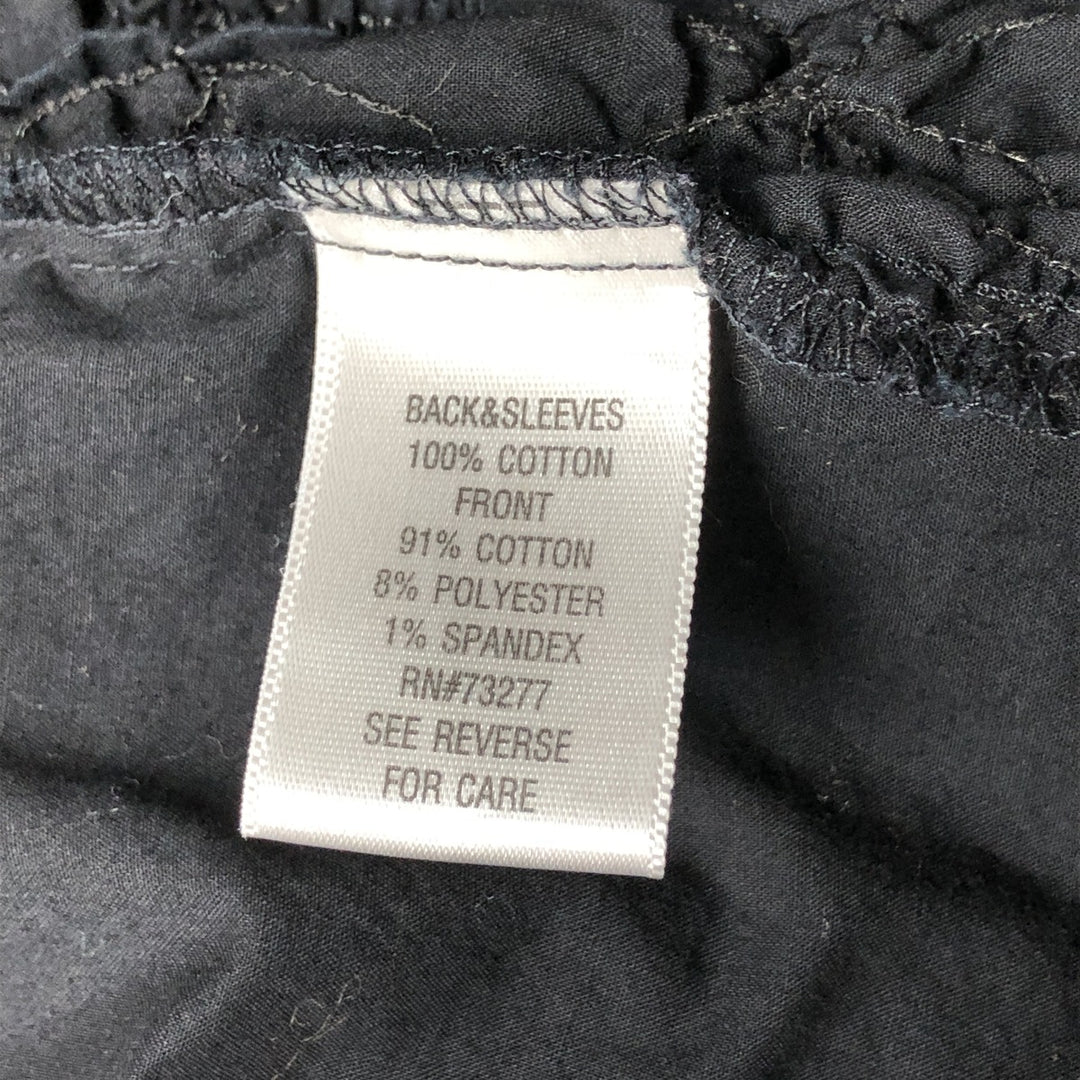 BACK&SLEEVES
100% COTTON
FRONT
91% COTTON
8% POLYESTER
1% SPANDEX
RN#73277
SEE REVERSE
FOR CARE